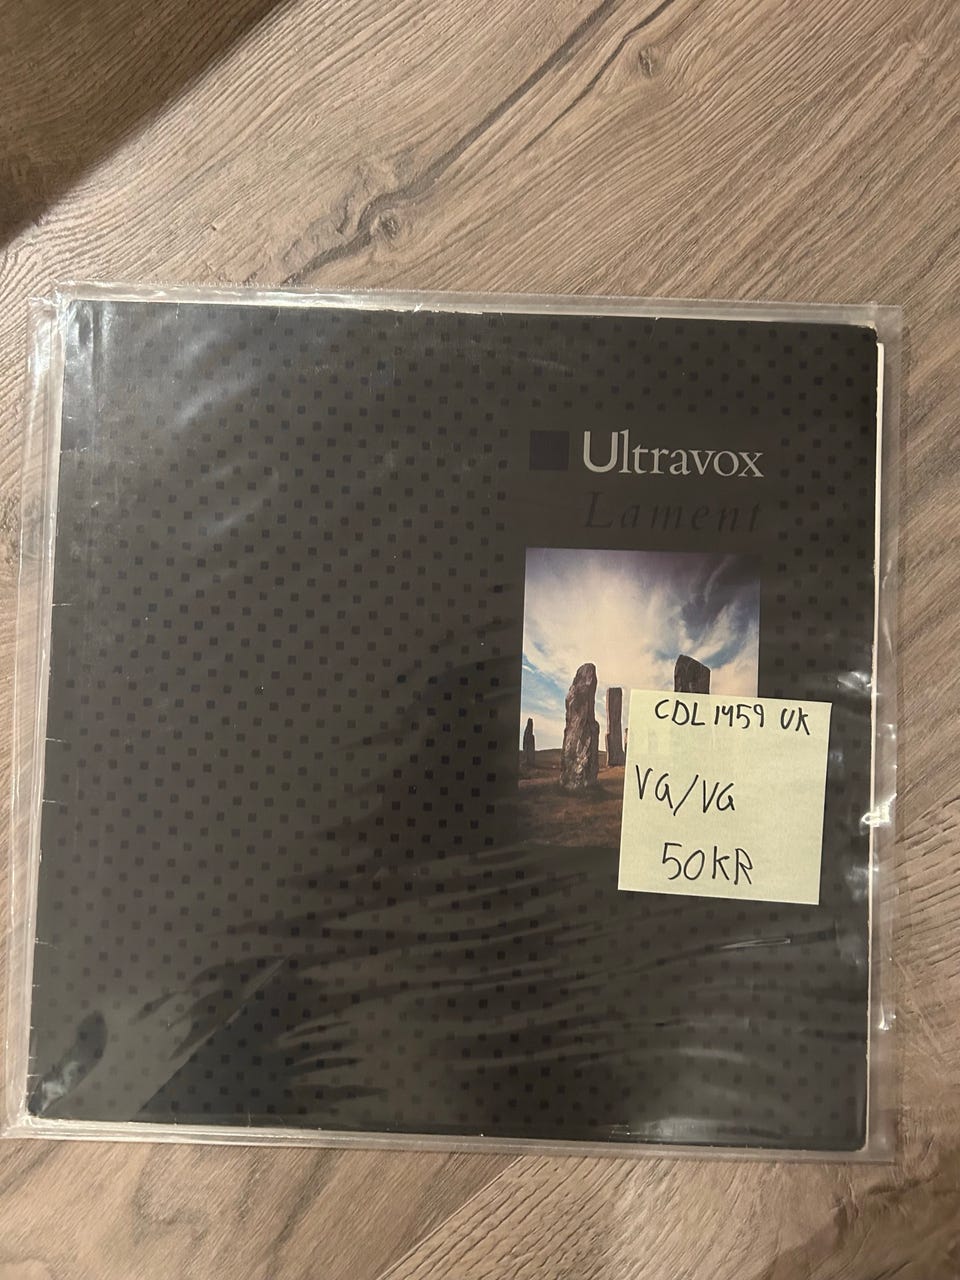 Ultravox
Lament
CDL 1459 UK
VG/VG
50KR